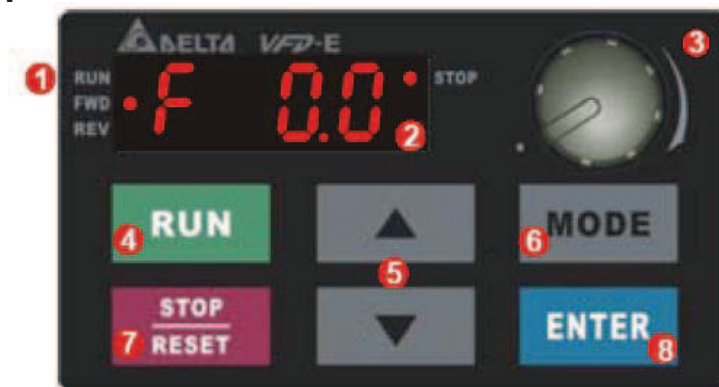 DELTA VFD-E
1 RUN F 0.0 STOP 3
FWD
REV 2
RUN MODE
4 5 6
STOP ENTER
7 RESET 8